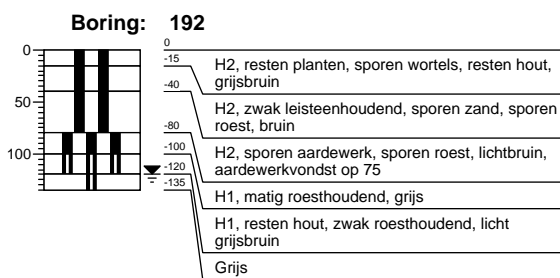 Boring: 192
0
50
100
0
-15
H2, resten planten, sporen wortels, resten hout,
grijsbruin
-40
H2, zwak leisteenhoudend, sporen zand, sporen
roest, bruin
-80
H2, sporen aardewerk, sporen roest, lichtbruin,
aardewerkvondst op 75
-100
H1, matig roesthoudend, grijs
-120
H1, resten hout, zwak roesthoudend, licht
grijsbruin
-135
Grijs